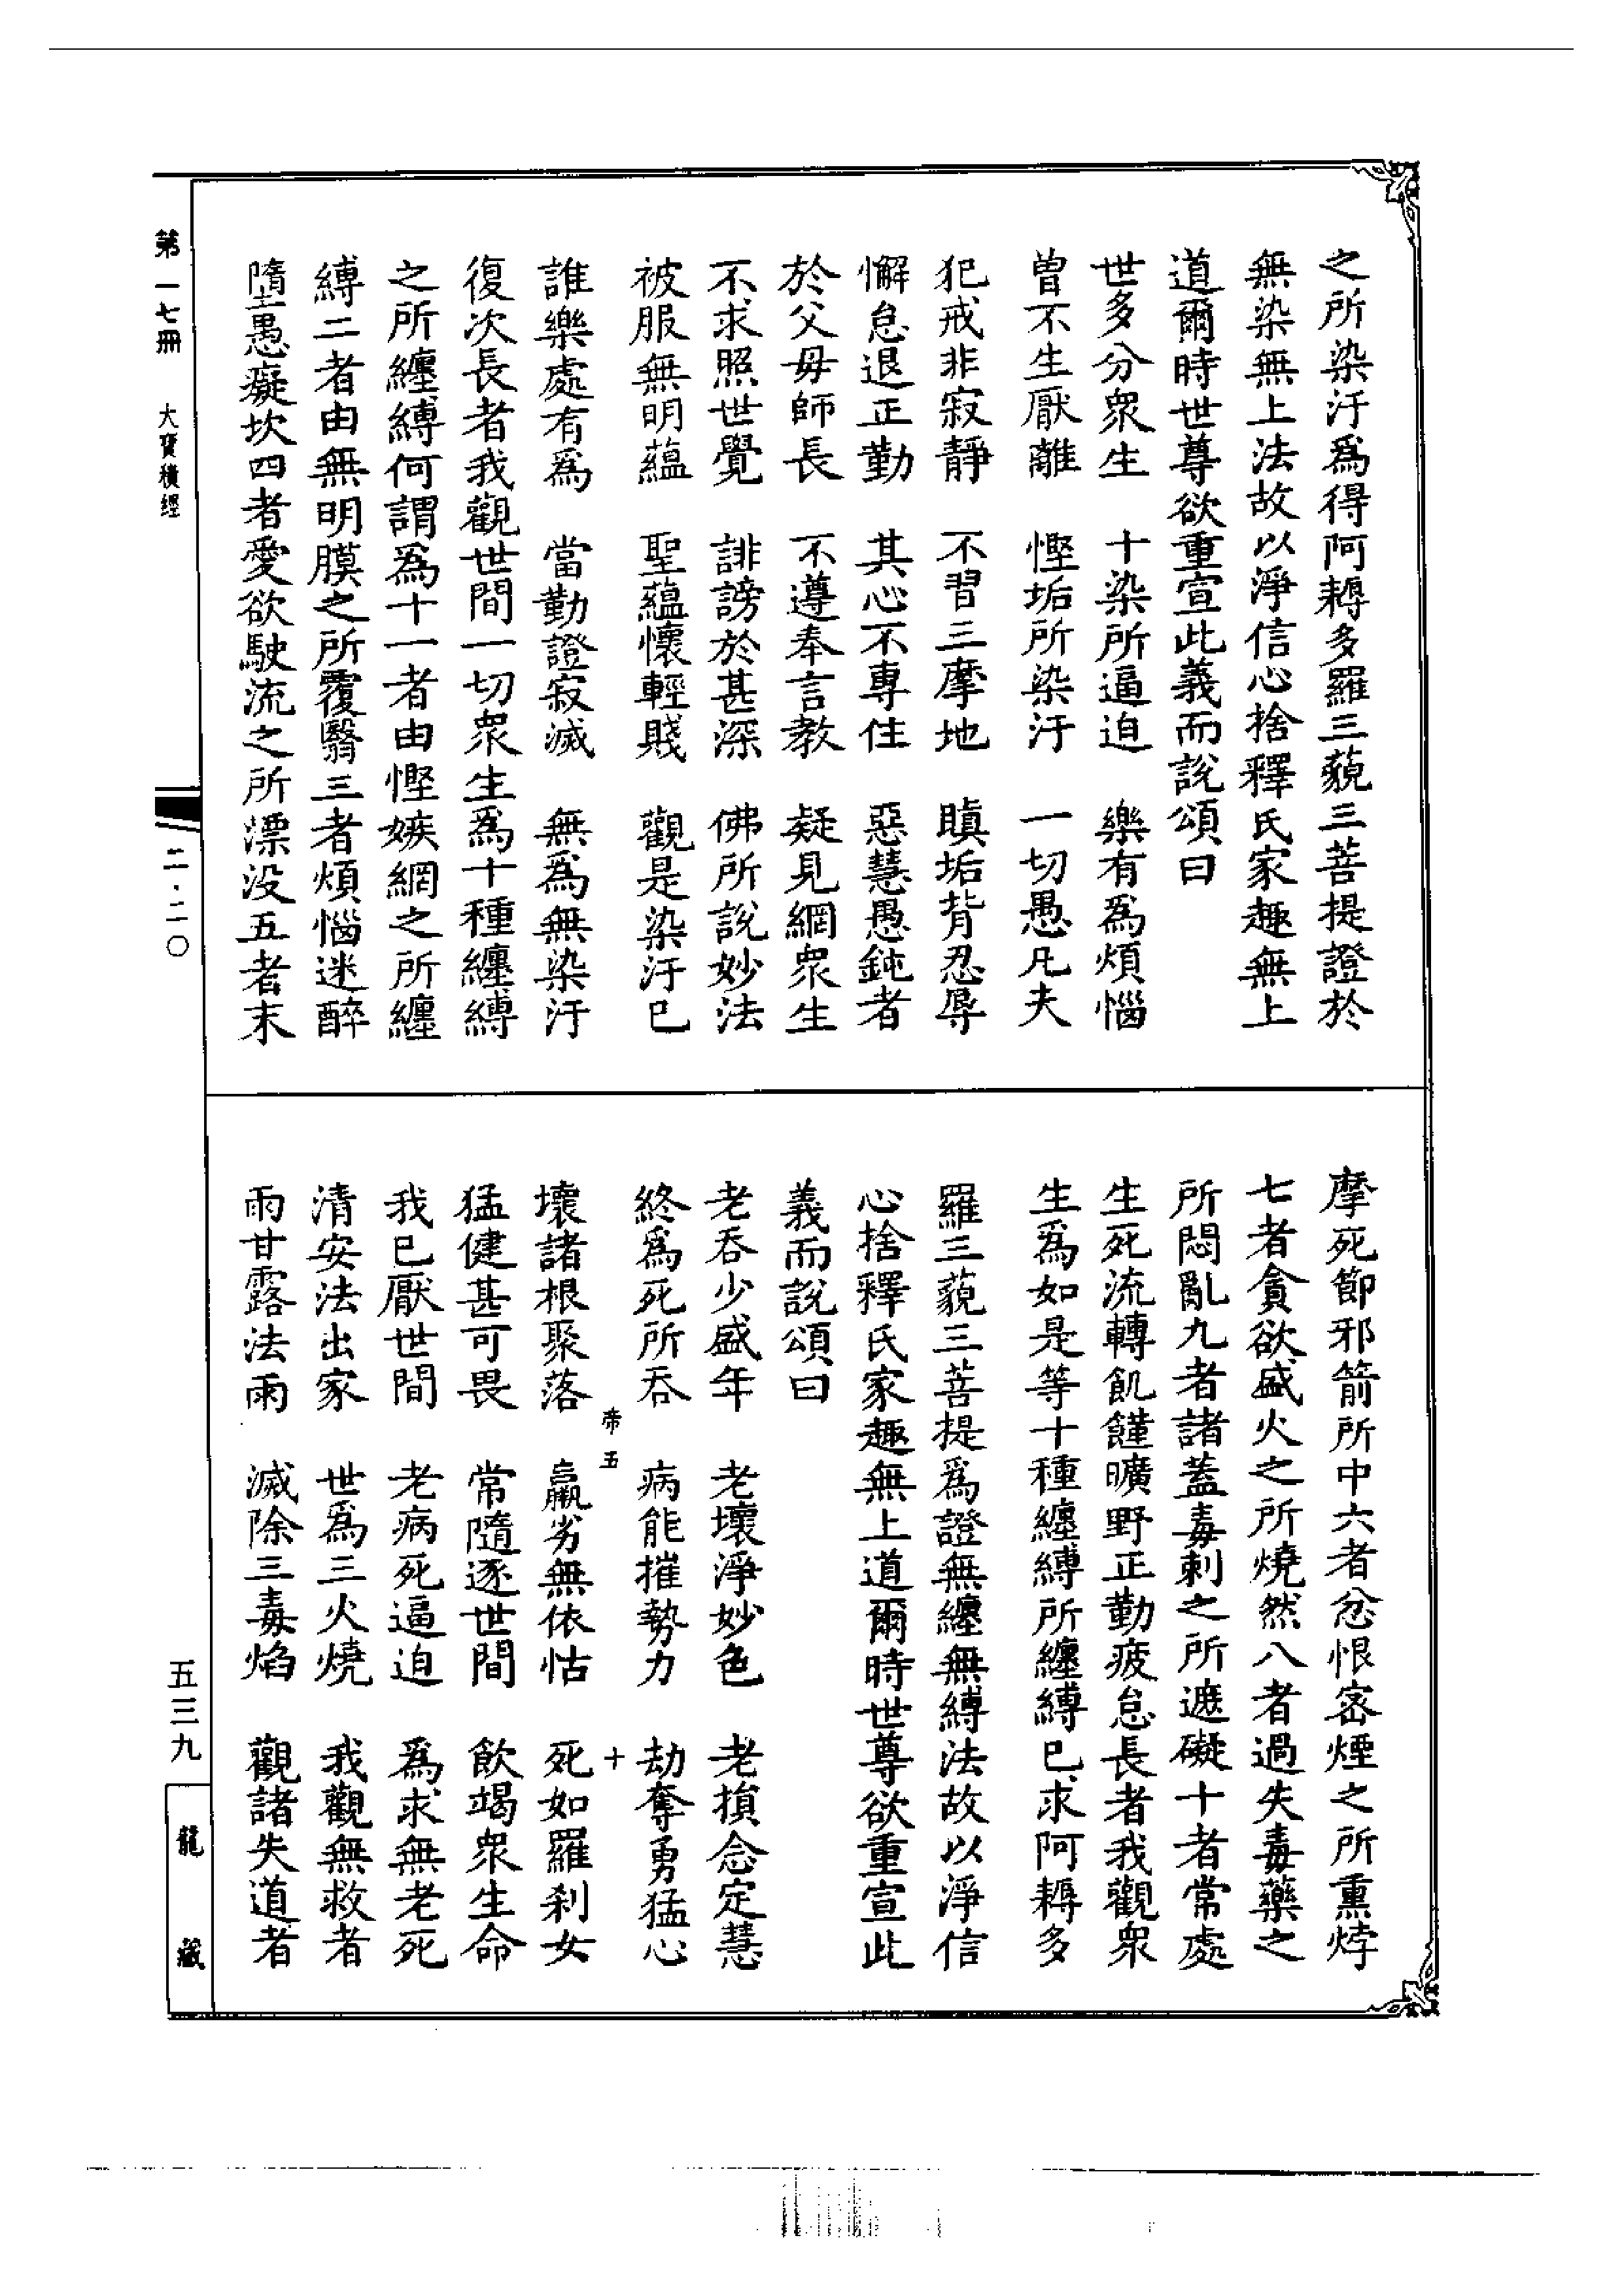 之所染汙爲得阿耨多羅三藐三菩提證於
無染無上法故以淨信心捨釋氏家趣無上
道爾時世尊欲重宣此義而說頌曰
世多分衆生　十染所逼迫　樂有爲煩惱
曾不生厭離　慳垢所染汙　一切愚凡夫
犯戒非寂靜　不習三摩地　瞋垢背忍辱
懈怠退正勤　其心不專住　惡慧愚鈍者
於父母師長　不遵奉言教　疑見網衆生
不求照世覺　誹謗於甚深　佛所說妙法
被服無明蘊　聖蘊懷輕賤　觀是染汙已
誰樂處有爲　當勤證寂滅　無爲無染汙
復次長者我觀世間一切衆生爲十種纏縛
之所纏縛何謂爲十一者由慳嫉網之所纏
縛二者由無明膜之所覆翳三者煩惱迷醉
墮愚癡坎四者愛欲駛流之所漂没五者末
摩死節邪箭所中六者忿恨宻煙之所熏㶿
七者貪欲盛火之所燒然八者過失毒藥之
所悶亂九者諸蓋毒刺之所遮礙十者常處
生死流轉飢饉曠野正勤疲怠長者我觀衆
生爲如是等十種纏縛所纏縛已求阿耨多
羅三藐三菩提爲證無纏無縛法故以淨信
心捨釋氏家趣無上道爾時世尊欲重宣此
義而說頌曰
老吞少盛年　老壞淨妙色　老損念定慧
終爲死所吞　病能摧勢力　劫奪勇猛心
帝五　十
壞諸根聚落　羸劣無依怙　死如羅刹女
猛健甚可畏　常隨逐世間　飲竭衆生命
我已厭世間　老病死逼迫　爲求無老死
清安法出家　世爲三火燒　我觀無救者
雨甘露法雨　滅除三毒焰　觀諸失道者
第一七冊　大寶積經
二·二〇
五三九
龍藏